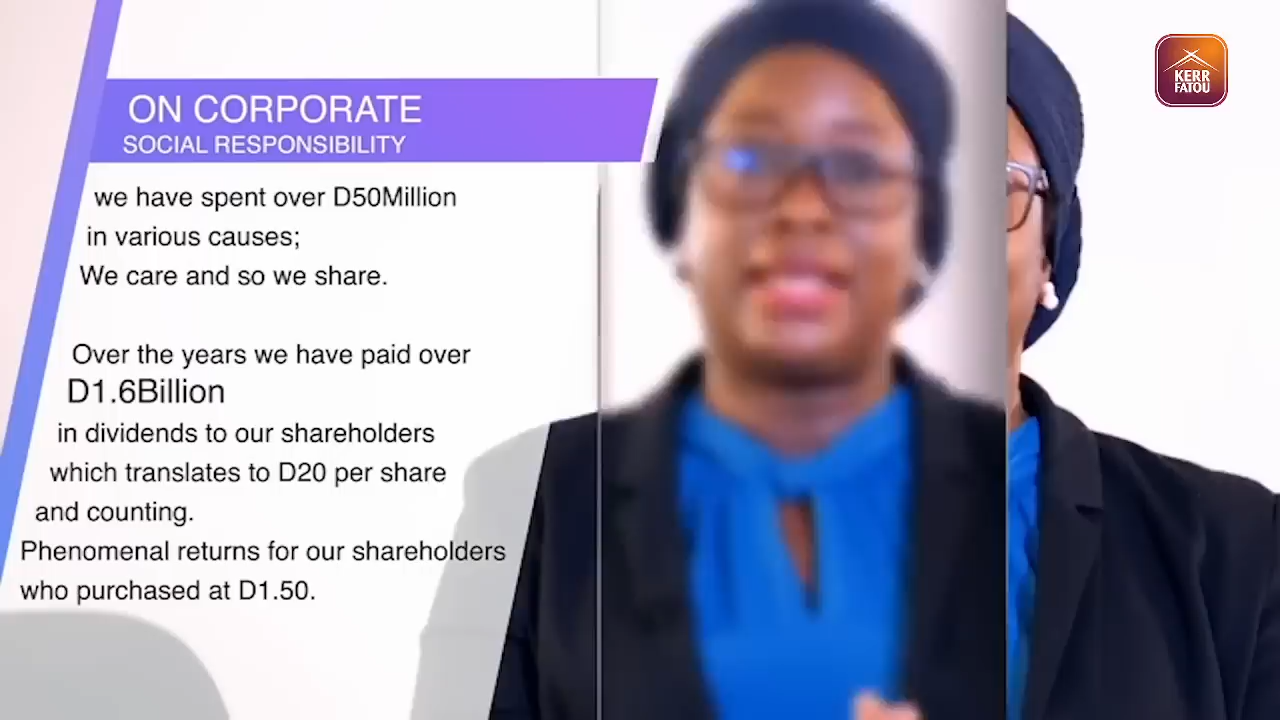 ON CORPORATE
SOCIAL RESPONSIBILITY
we have spent over D50Million
in various causes;
We care and so we share.
Over the years we have paid over
D1.6Billion
in dividends to our shareholders
which translates to D20 per share
and counting.
Phenomenal returns for our shareholders
who purchased at D1.50.
KERR
FATOU